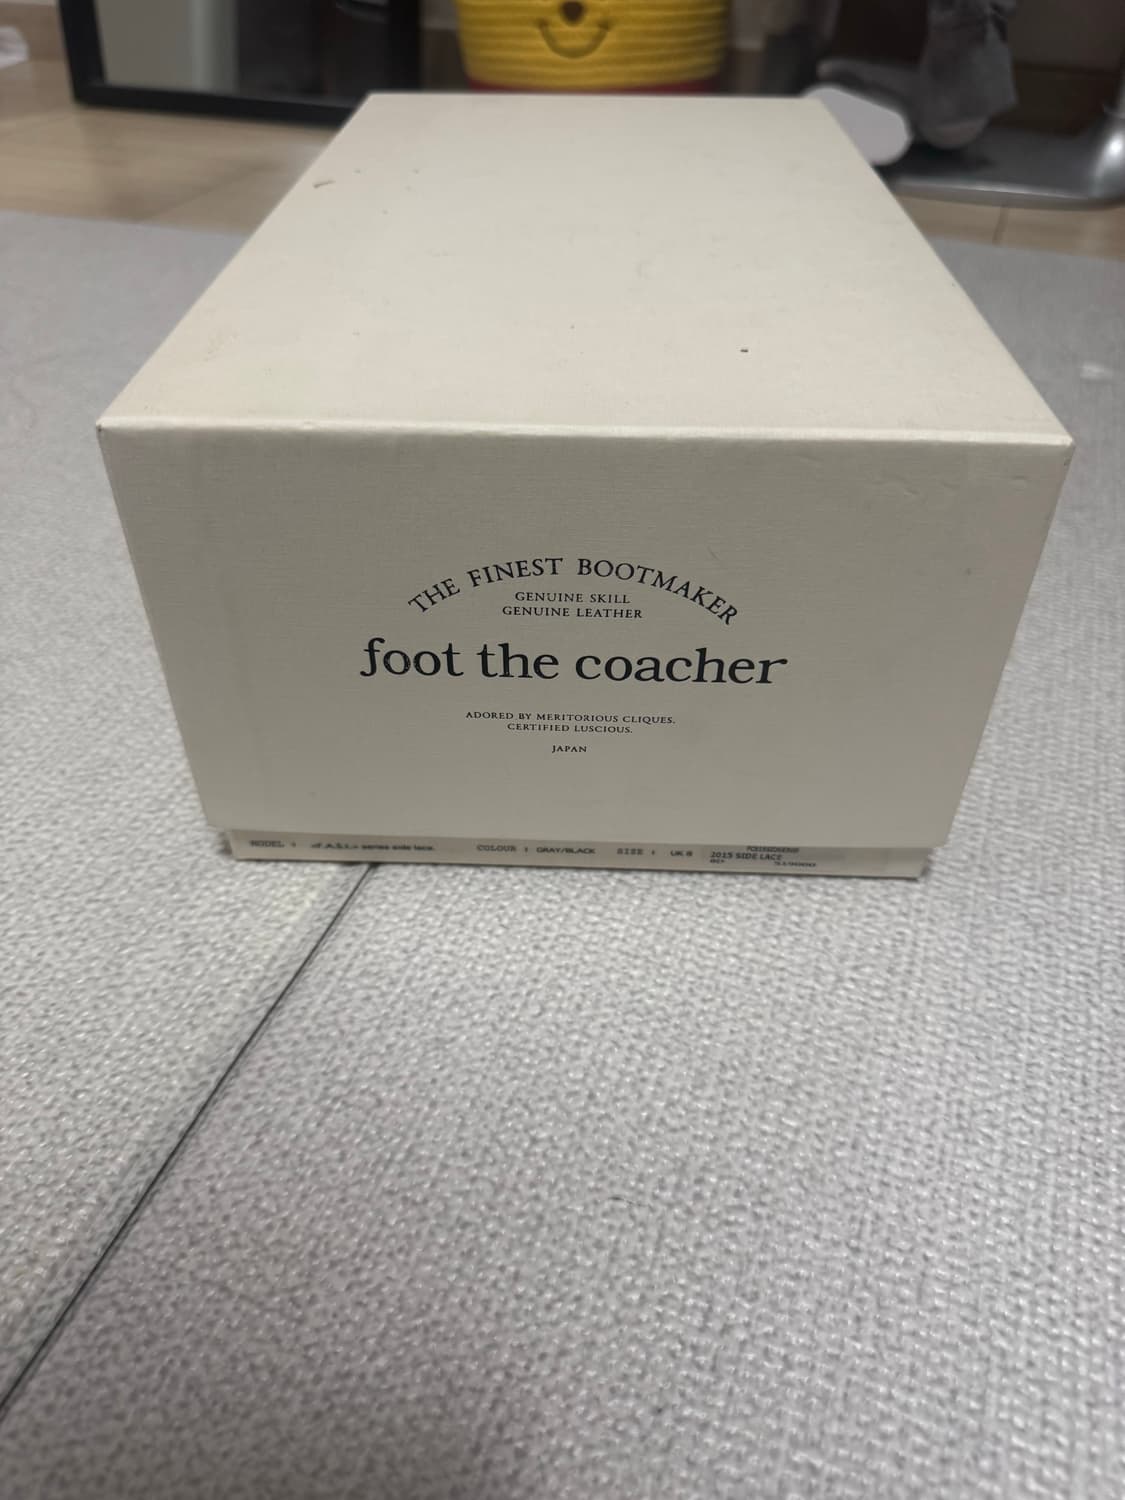 THE FINEST BOOTMAKER
GENUINE SKILL
GENUINE LEATHER
foot the coacher
ADORED BY MERITORIOUS CLIQUES.
CERTIFIED LUSCIOUS.
JAPAN
MODEL : <F.A.S.t.> series side lace. COLOUR : GRAY/BLACK SIZE : UK 8
2015 SIDE LACE